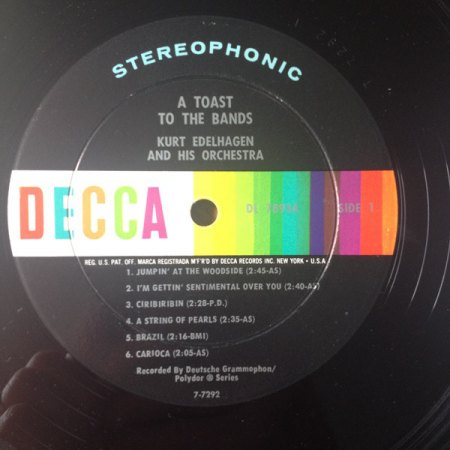 STEREOPHONIC
A TOAST
TO THE BANDS
KURT EDELHAGEN
AND HIS ORCHESTRA
DECCA
SIDE 1
REG. U.S. PAT. OFF. MARCA REGISTRADA M'F'R'D BY DECCA RECORDS INC. NEW YORK • U.S.A
1. JUMPIN' AT THE WOODSIDE (2:45-AS)
2. I'M GETTIN' SENTIMENTAL OVER YOU (2:40-AS)
3. CIRIBIRIBIN (2:28-P.D.)
4. A STRING OF PEARLS (2:35-AS)
5. BRAZIL (2:16-BMI)
6. CARIOCA (2:05-AS)
Recorded By Deutsche Grammophon/
Polydor ® Series
7-7292